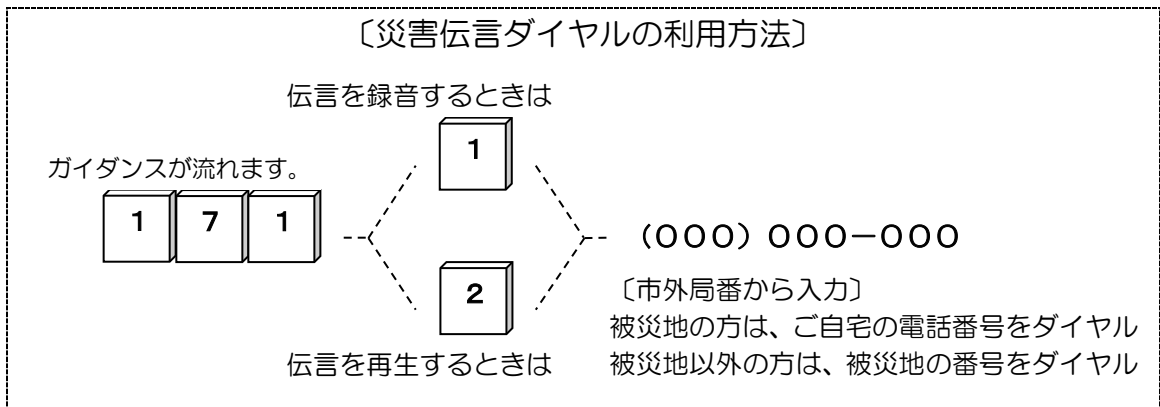 〔災害伝言ダイヤルの利用方法〕
伝言を録音するときは
1
ガイダンスが流れます。
1 7 1
（０００）０００－０００
2
〔市外局番から入力〕
被災地の方は、ご自宅の電話番号をダイヤル
伝言を再生するときは
被災地以外の方は、被災地の番号をダイヤル